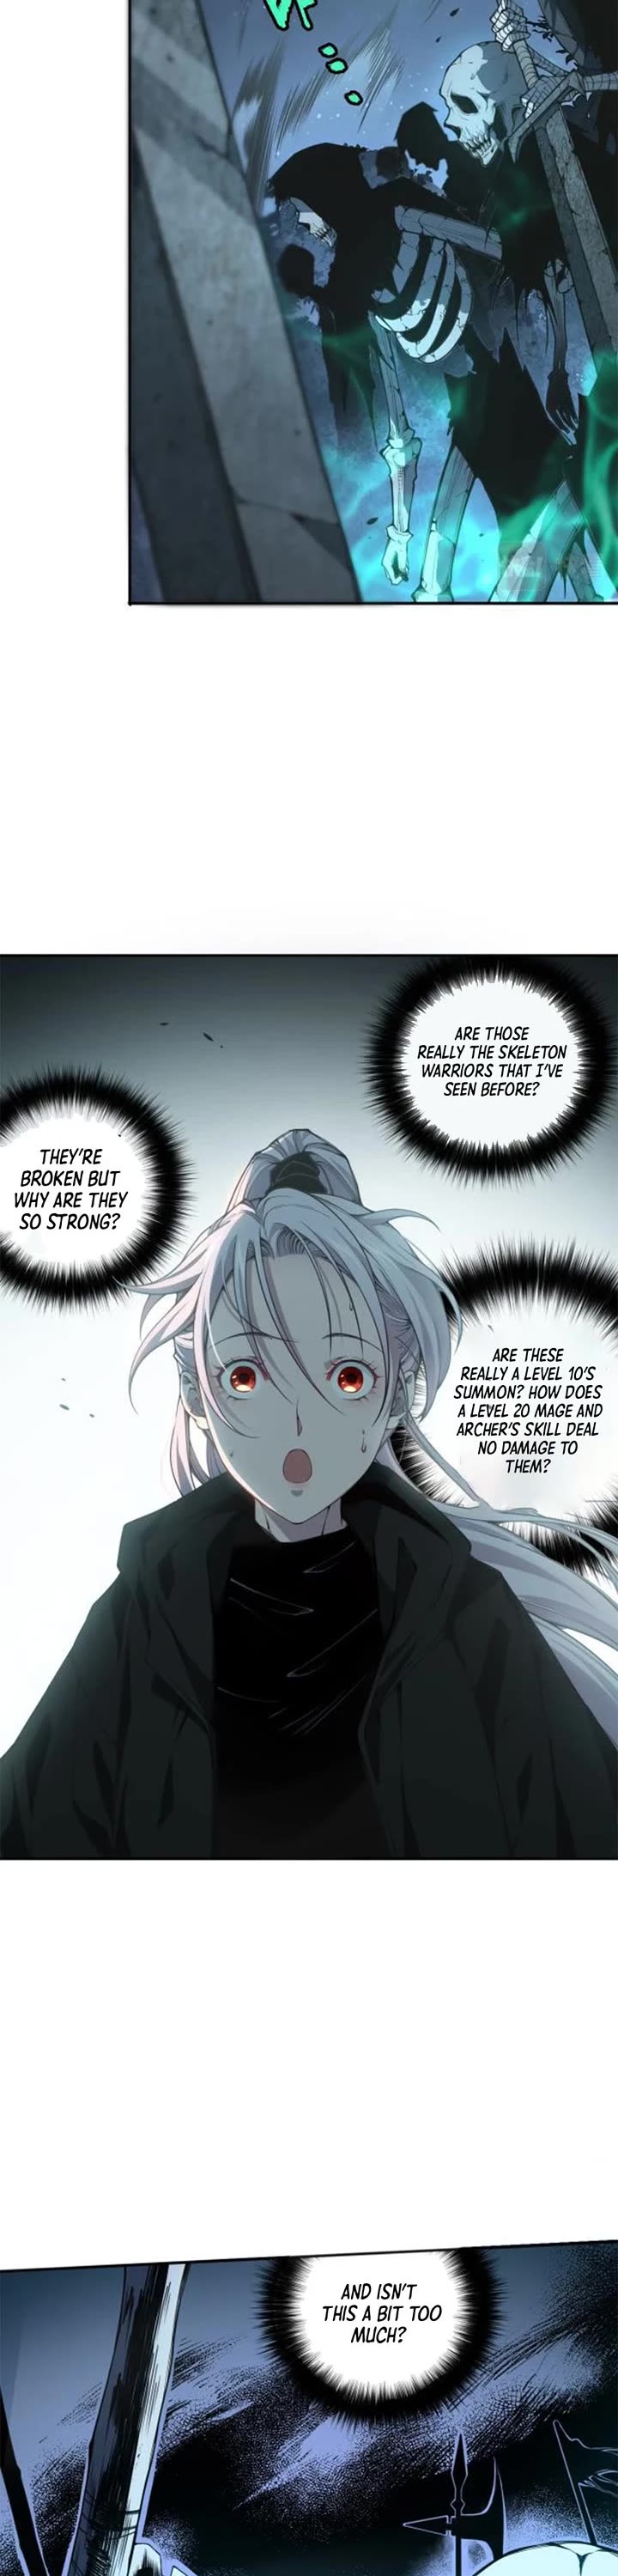 ARE THOSE
REALLY THE SKELETON
WARRIORS THAT I'VE
SEEN BEFORE?
THEY'RE
BROKEN BUT
WHY ARE THEY
SO STRONG?
ARE THESE
REALLY A LEVEL 10'S
SUMMON? HOW DOES
A LEVEL 20 MAGE AND
ARCHER'S SKILL DEAL
NO DAMAGE TO
THEM?
AND ISN'T
THIS A BIT TOO
MUCH?